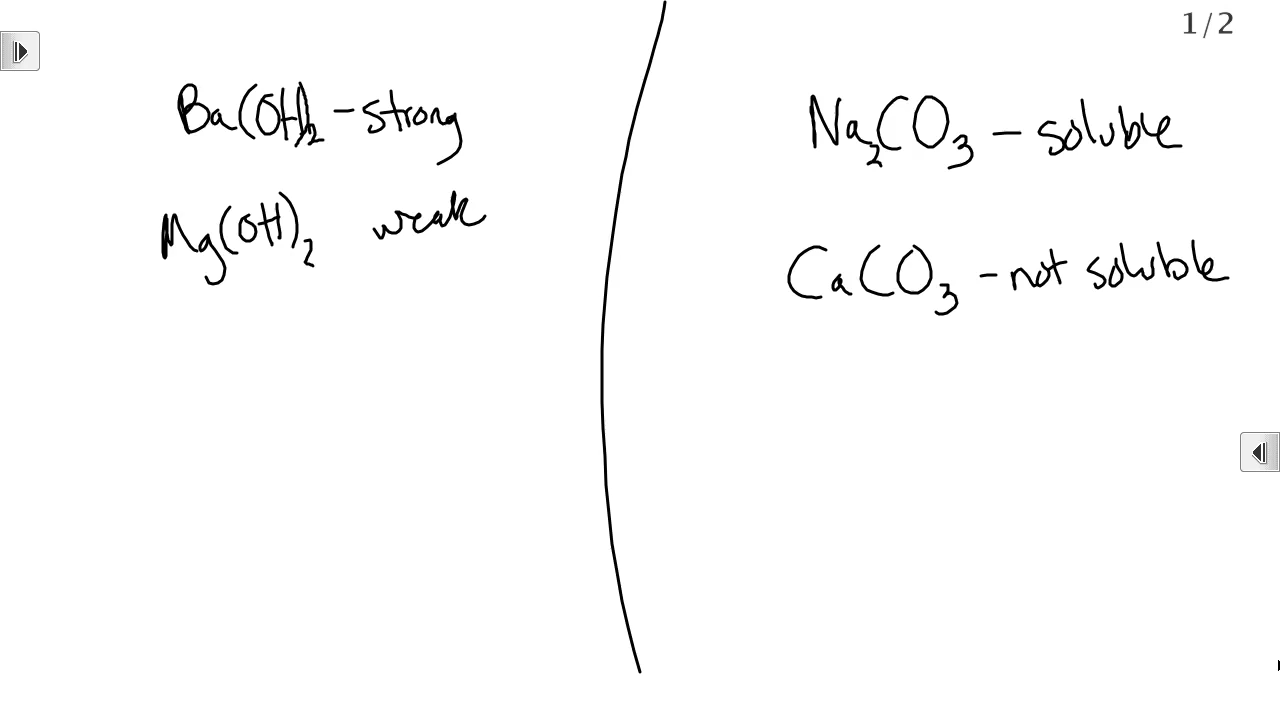 1/2
Ba(OH)₂ - strong
Mg(OH)₂ weak
Na₂CO₃ - soluble
CaCO₃ - not soluble